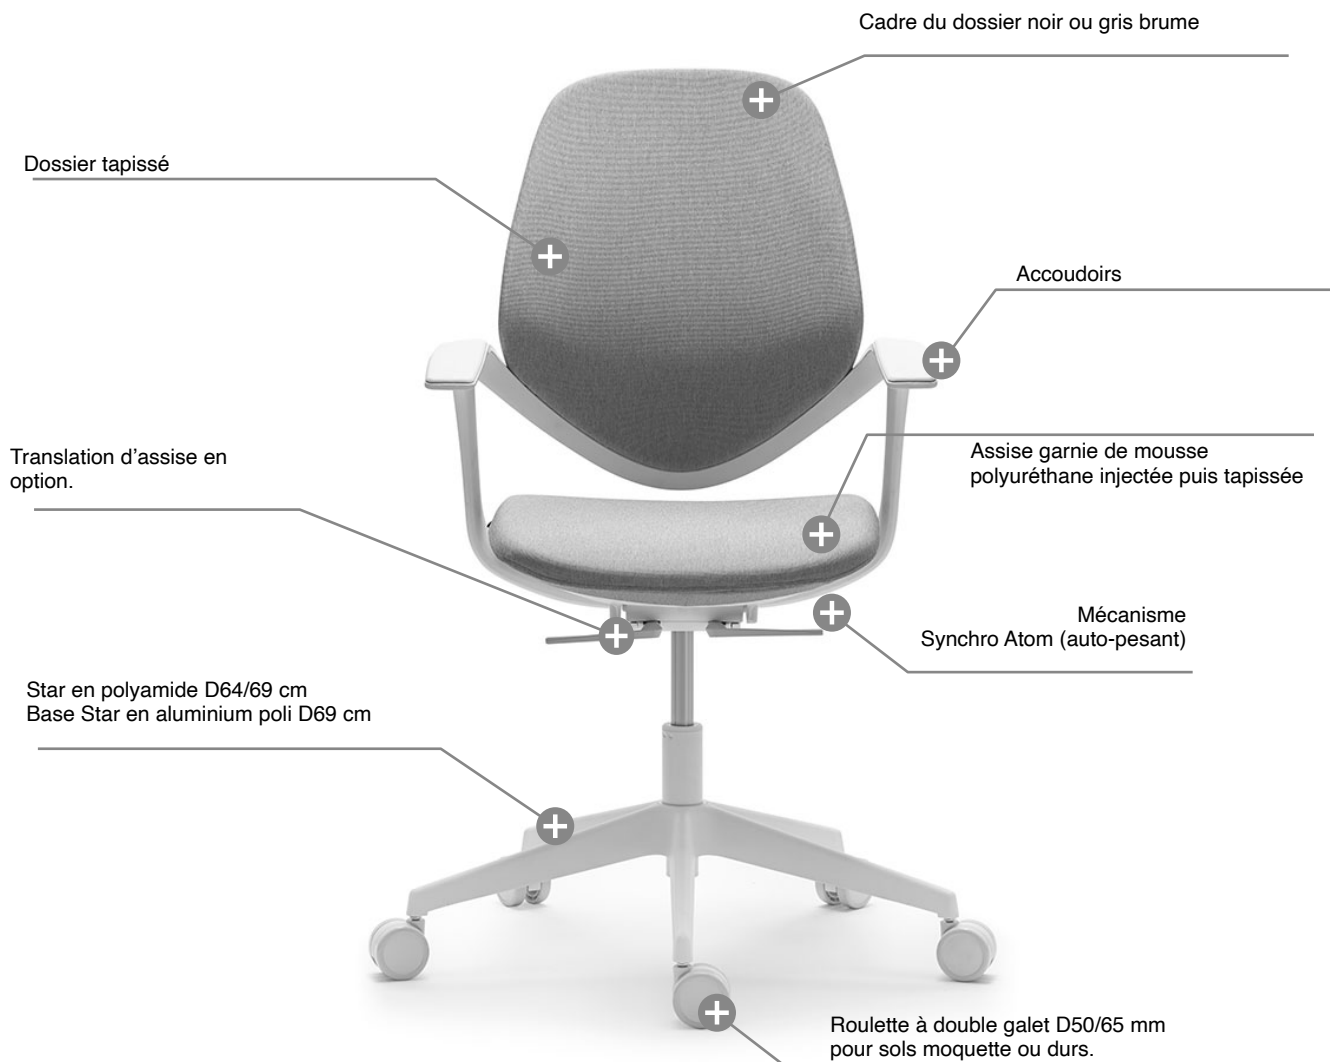 Cadre du dossier noir ou gris brume
Dossier tapissé
Accoudoirs
Assise garnie de mousse
polyuréthane injectée puis tapissée
Translation d’assise en
option.
Mécanisme
Synchro Atom (auto-pesant)
Star en polyamide D64/69 cm
Base Star en aluminium poli D69 cm
Roulette à double galet D50/65 mm
pour sols moquette ou durs.